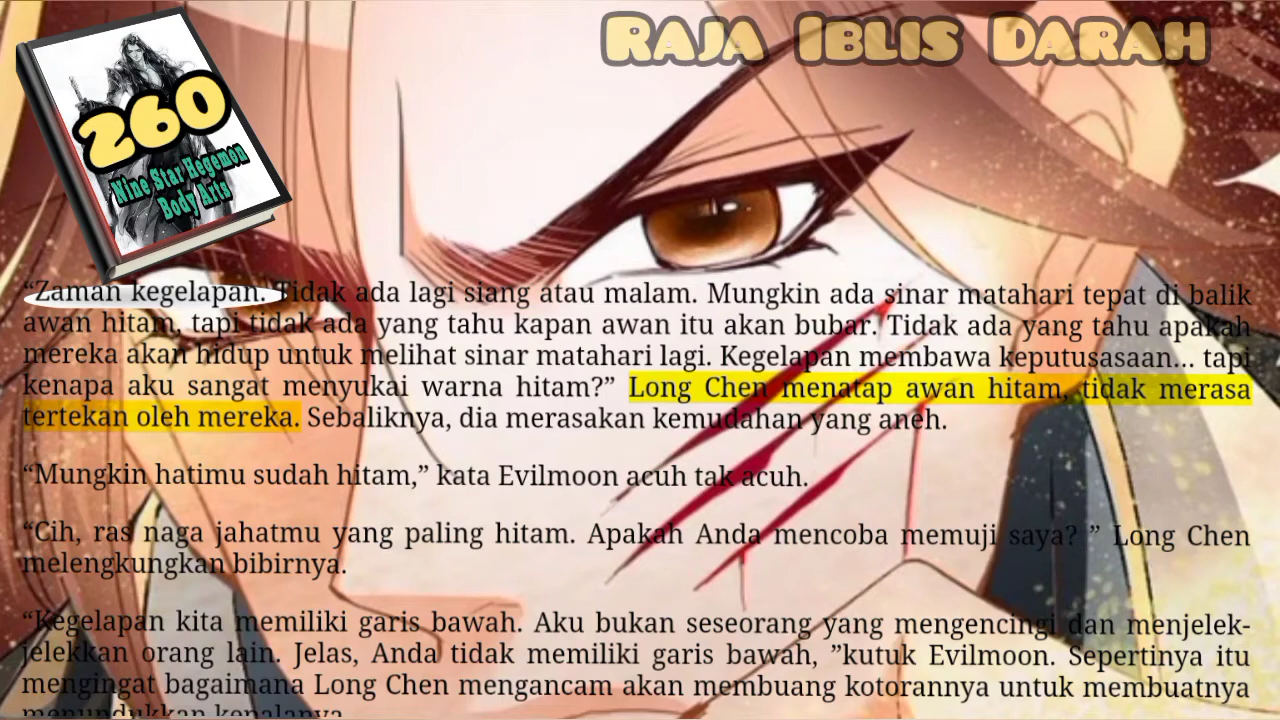 Raja Iblis Darah
260
Nine Star Hegemon
Body Arts
“Zaman kegelapan. Tidak ada lagi siang atau malam. Mungkin ada sinar matahari tepat di balik
awan hitam, tapi tidak ada yang tahu kapan awan itu akan bubar. Tidak ada yang tahu apakah
mereka akan hidup untuk melihat sinar matahari lagi. Kegelapan membawa keputusasaan... tapi
kenapa aku sangat menyukai warna hitam?” Long Chen menatap awan hitam, tidak merasa
tertekan oleh mereka. Sebaliknya, dia merasakan kemudahan yang aneh.
“Mungkin hatimu sudah hitam,” kata Evilmoon acuh tak acuh.
“Cih, ras naga jahatmu yang paling hitam. Apakah Anda mencoba memuji saya? ” Long Chen
melengkungkan bibirnya.
“Kegelapan kita memiliki garis bawah. Aku bukan seseorang yang mengencingi dan menjelek-
jelekkan orang lain. Jelas, Anda tidak memiliki garis bawah, ”kutuk Evilmoon. Sepertinya itu
mengingat bagaimana Long Chen mengancam akan membuang kotorannya untuk membuatnya
menundukkan kepalanya.